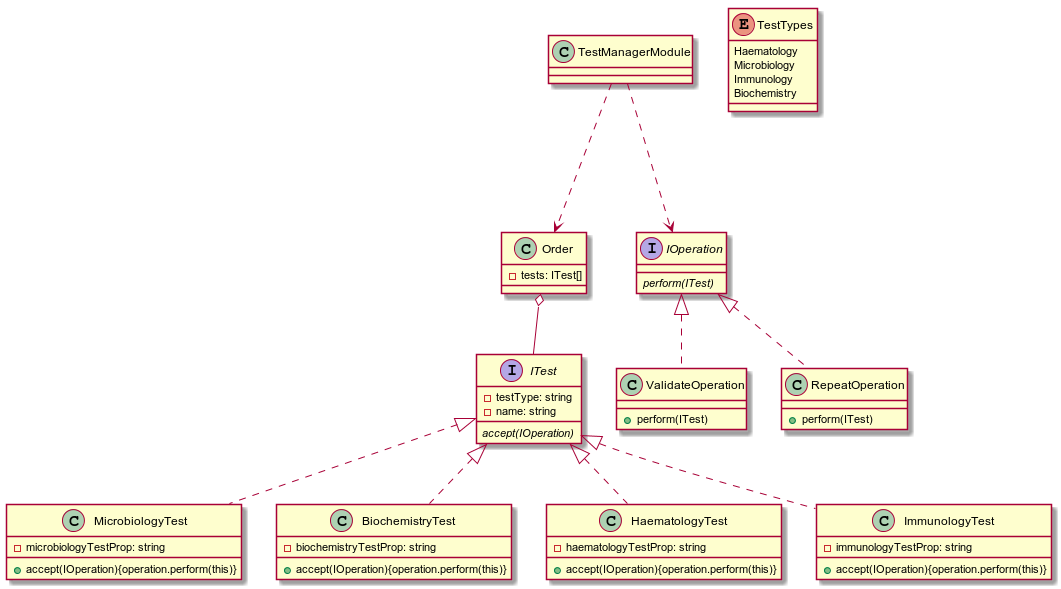 C TestManagerModule
E TestTypes
Haematology
Microbiology
Immunology
Biochemistry
C Order
tests: ITest[]
I IOperation
perform(ITest)
I ITest
testType: string
name: string
accept(IOperation)
C ValidateOperation
perform(ITest)
C RepeatOperation
perform(ITest)
C MicrobiologyTest
microbiologyTestProp: string
accept(IOperation){operation.perform(this)}
C BiochemistryTest
biochemistryTestProp: string
accept(IOperation){operation.perform(this)}
C HaematologyTest
haematologyTestProp: string
accept(IOperation){operation.perform(this)}
C ImmunologyTest
immunologyTestProp: string
accept(IOperation){operation.perform(this)}